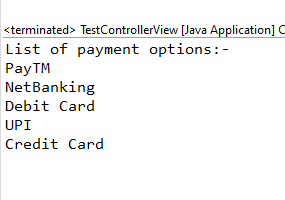 <terminated> TestControllerView [Java Application] C
List of payment options:-
PayTM
NetBanking
Debit Card
UPI
Credit Card